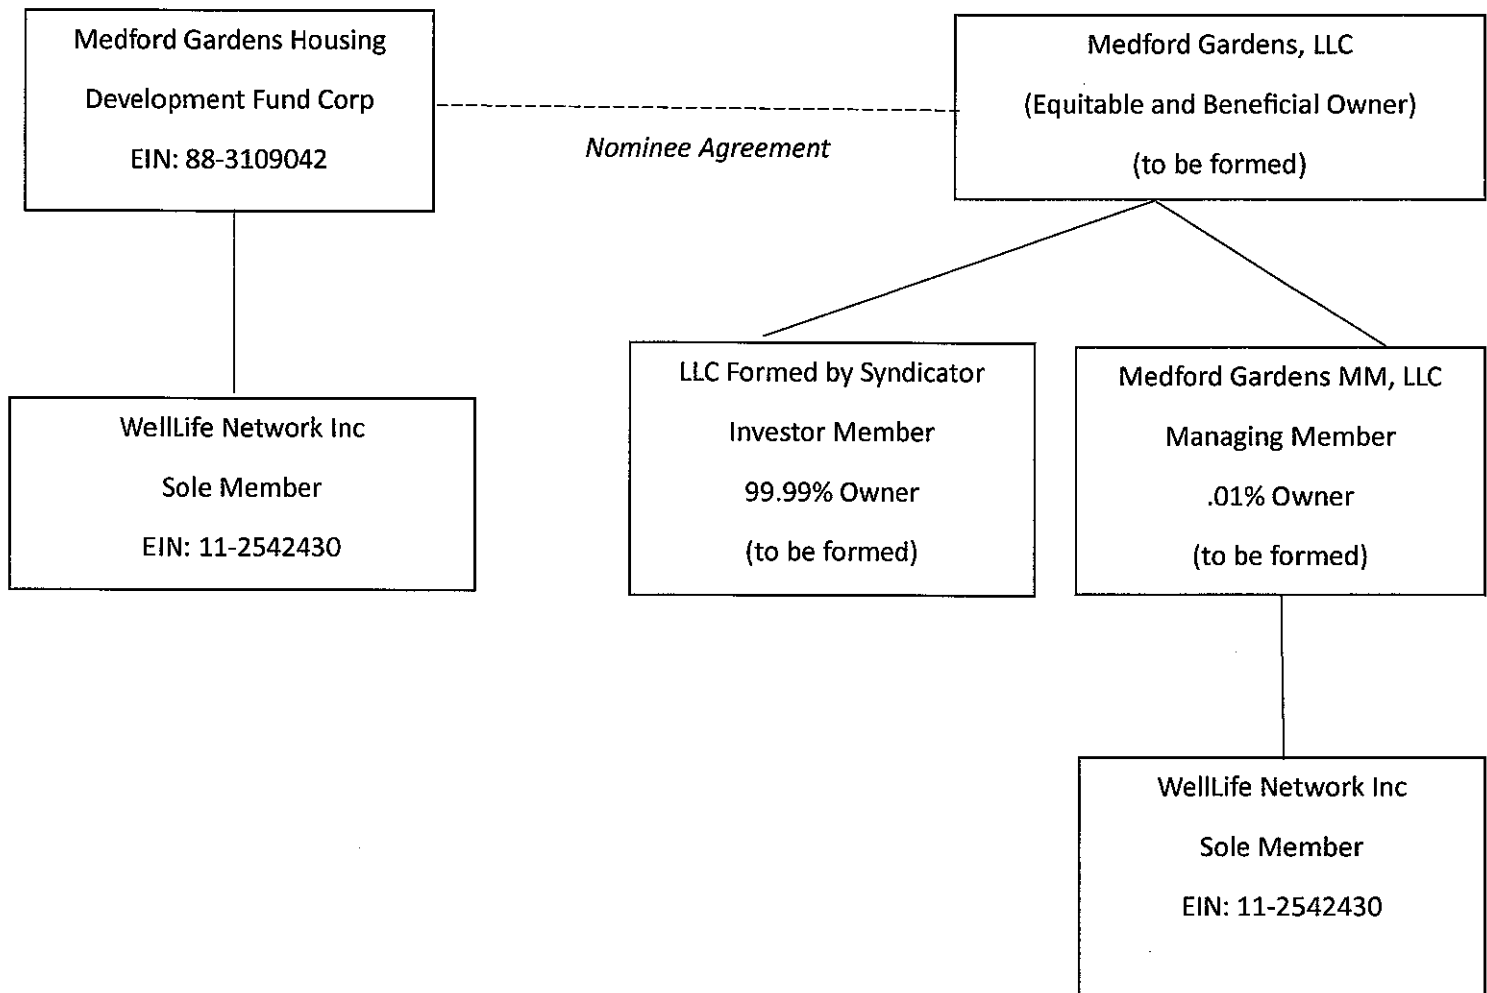 Medford Gardens Housing
Development Fund Corp
EIN: 88-3109042
Nominee Agreement
Medford Gardens, LLC
(Equitable and Beneficial Owner)
(to be formed)
WellLife Network Inc
Sole Member
EIN: 11-2542430
LLC Formed by Syndicator
Investor Member
99.99% Owner
(to be formed)
Medford Gardens MM, LLC
Managing Member
.01% Owner
(to be formed)
WellLife Network Inc
Sole Member
EIN: 11-2542430